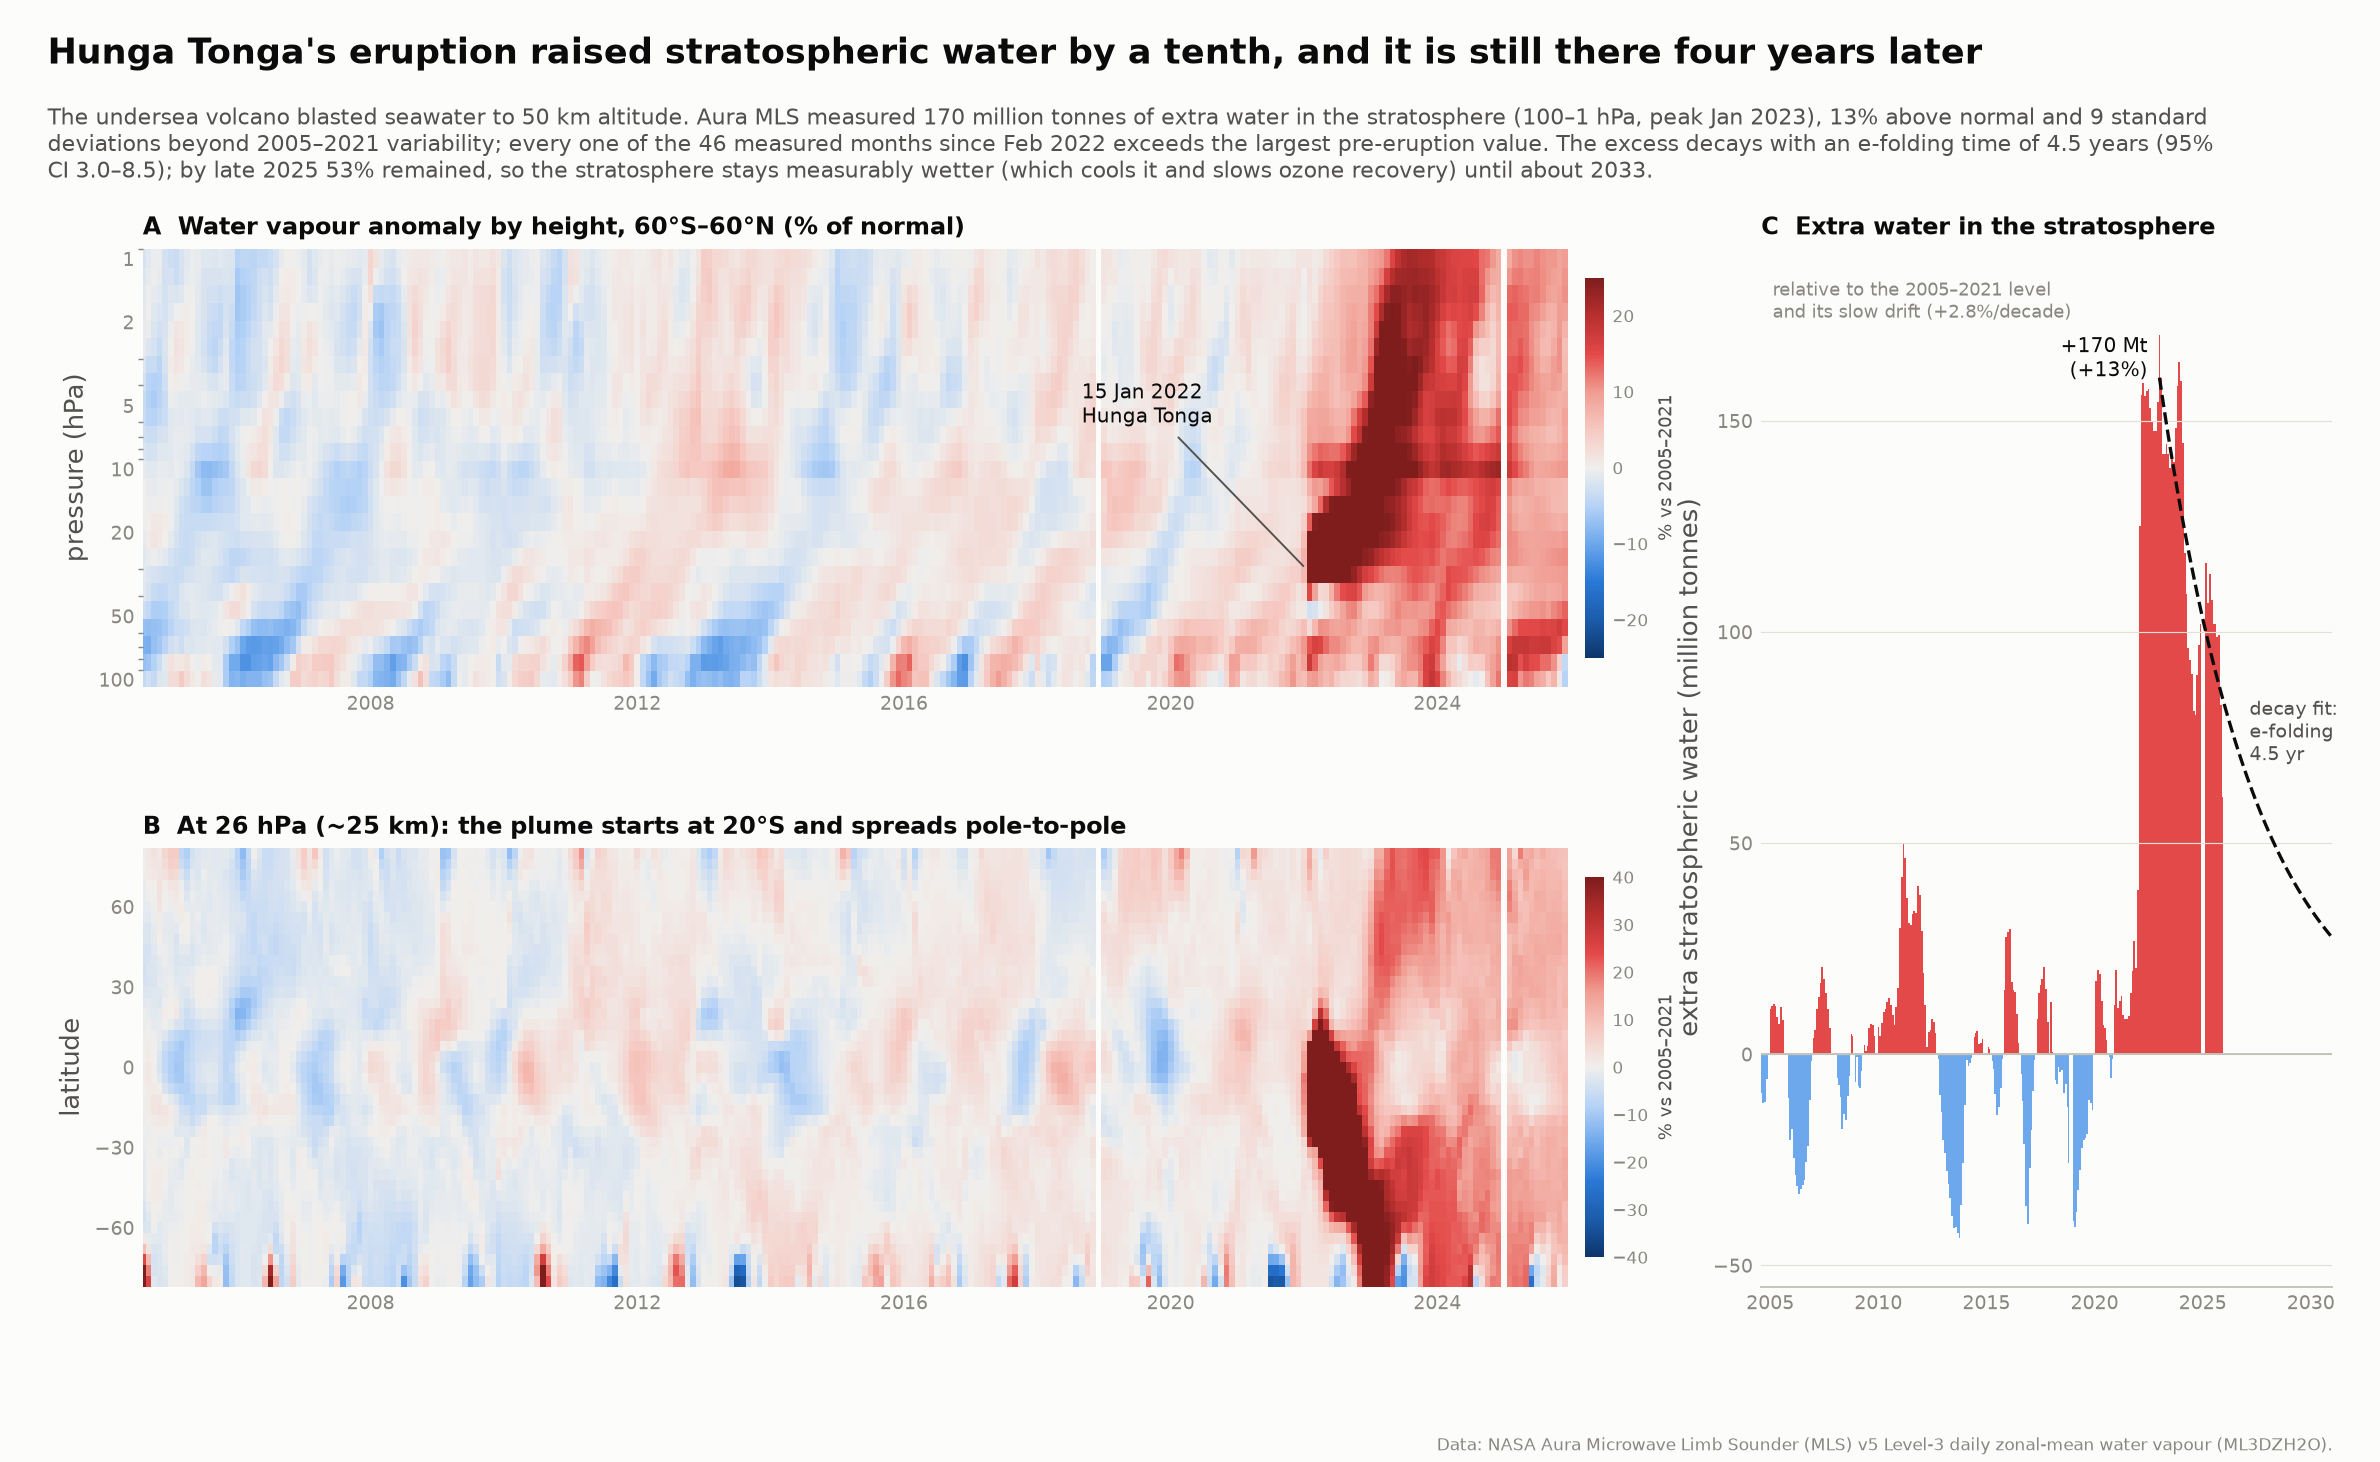 Hunga Tonga's eruption raised stratospheric water by a tenth, and it is still there four years later
The undersea volcano blasted seawater to 50 km altitude. Aura MLS measured 170 million tonnes of extra water in the stratosphere (100–1 hPa, peak Jan 2023), 13% above normal and 9 standard
deviations beyond 2005–2021 variability; every one of the 46 measured months since Feb 2022 exceeds the largest pre-eruption value. The excess decays with an e-folding time of 4.5 years (95%
CI 3.0–8.5); by late 2025 53% remained, so the stratosphere stays measurably wetter (which cools it and slows ozone recovery) until about 2033.
A Water vapour anomaly by height, 60°S–60°N (% of normal)
pressure (hPa)
1
2
5
10
20
50
100
15 Jan 2022
Hunga Tonga
2008
2012
2016
2020
2024
20
10
0
−10
−20
% vs 2005–2021
B At 26 hPa (~25 km): the plume starts at 20°S and spreads pole-to-pole
latitude
60
30
0
−30
−60
2008
2012
2016
2020
2024
40
30
20
10
0
−10
−20
−30
−40
% vs 2005–2021
C Extra water in the stratosphere
relative to the 2005–2021 level
and its slow drift (+2.8%/decade)
+170 Mt
(+13%)
extra stratospheric water (million tonnes)
150
100
50
0
−50
decay fit:
e-folding
4.5 yr
2005
2010
2015
2020
2025
2030
Data: NASA Aura Microwave Limb Sounder (MLS) v5 Level-3 daily zonal-mean water vapour (ML3DZH2O).